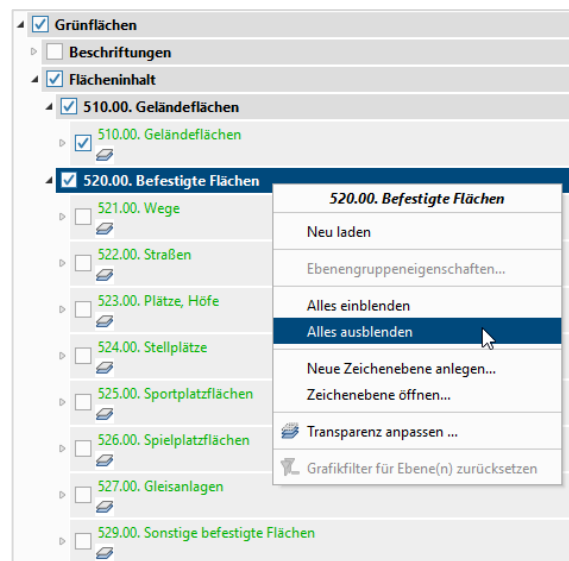 Grünflächen
Beschriftungen
Flächeninhalt
510.00. Geländeflächen
510.00. Geländeflächen
520.00. Befestigte Flächen
521.00. Wege
522.00. Straßen
523.00. Plätze, Höfe
524.00. Stellplätze
525.00. Sportplatzflächen
526.00. Spielplatzflächen
527.00. Gleisanlagen
529.00. Sonstige befestigte Flächen
520.00. Befestigte Flächen
Neu laden
Ebenengruppeneigenschaften...
Alles einblenden
Alles ausblenden
Neue Zeichenebene anlegen...
Zeichenebene öffnen...
Transparenz anpassen ...
Grafikfilter für Ebene(n) zurücksetzen